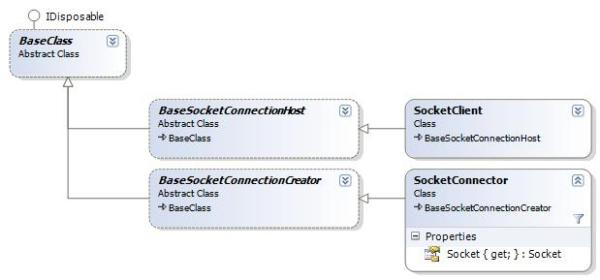 IDisposable
BaseClass
Abstract Class
BaseSocketConnectionHost
Abstract Class
BaseClass
SocketClient
Class
BaseSocketConnectionHost
BaseSocketConnectionCreator
Abstract Class
BaseClass
SocketConnector
Class
BaseSocketConnectionCreator
Properties
Socket { get; } : Socket